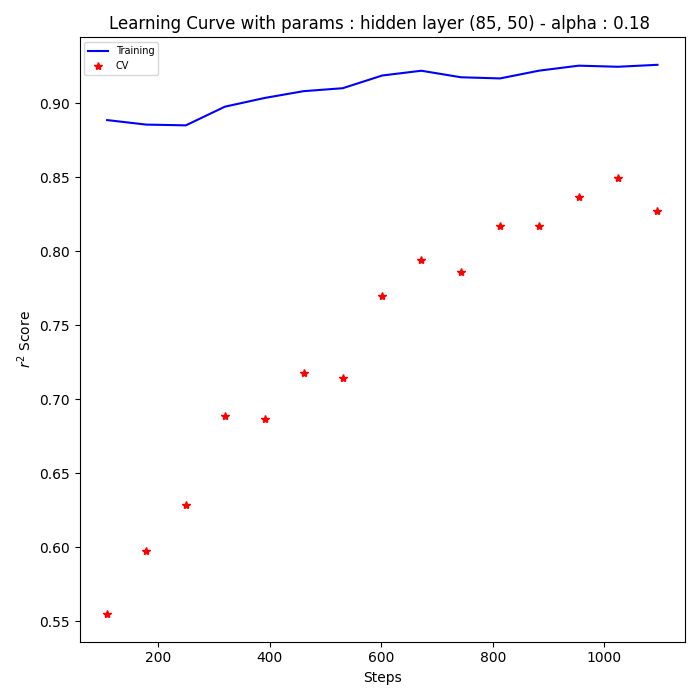 Learning Curve with params : hidden layer (85, 50) - alpha : 0.18
Training
CV
0.90
0.85
0.80
0.75
0.70
0.65
0.60
0.55
r² Score
200 400 600 800 1000
Steps